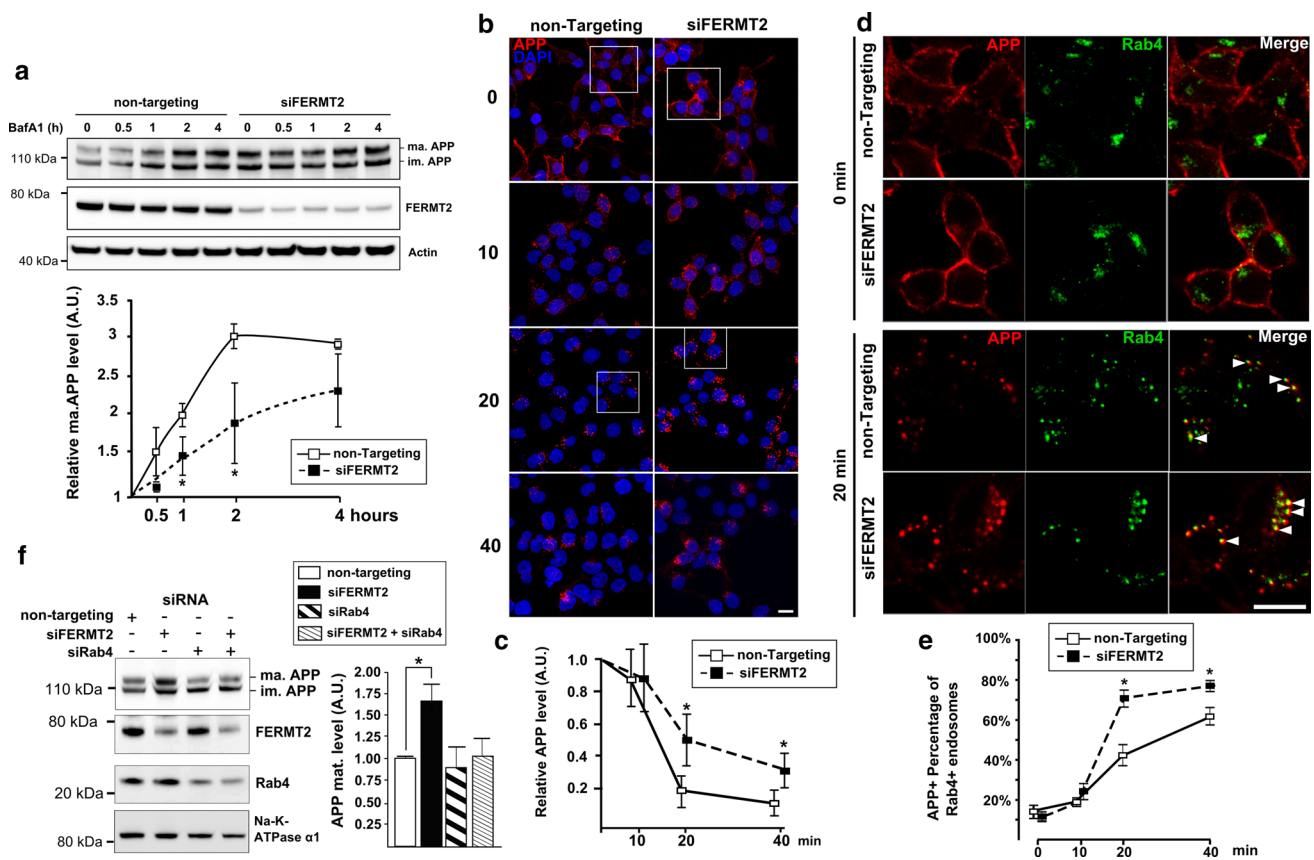 a
non-targeting siFERMT2
BafA1 (h) 0 0.5 1 2 4 0 0.5 1 2 4
ma. APP
110 kDa
im. APP
80 kDa
FERMT2
Actin
40 kDa
Relative ma.APP level (A.U.)
3.5
3
2.5
2
1.5
1
non-Targeting
siFERMT2
*
*
0.5 1 2 4 hours
b
non-Targeting siFERMT2
APP
DAPI
0
10
20
40
c
Relative APP level (A.U.)
1.0
0.8
0.6
0.4
0.2
non-Targeting
siFERMT2
*
*
10 20 40 min
d
0 min
non-Targeting
APP Rab4 Merge
siFERMT2
20 min
non-Targeting
APP Rab4 Merge
siFERMT2
e
APP+ Percentage of
Rab4+ endosomes
100%
80%
60%
40%
20%
non-Targeting
siFERMT2
*
*
0 10 20 40
min
f
siRNA
non-targeting + - - -
siFERMT2 - + - +
siRab4 - - + +
ma. APP
110 kDa
im. APP
80 kDa
FERMT2
Rab4
20 kDa
Na-K-
ATPase α1
80 kDa
non-targeting
siFERMT2
siRab4
siFERMT2 + siRab4
APP mat. level (A.U.)
2.00
1.75
1.50
1.25
1.00
0.75
0.50
0.25
*